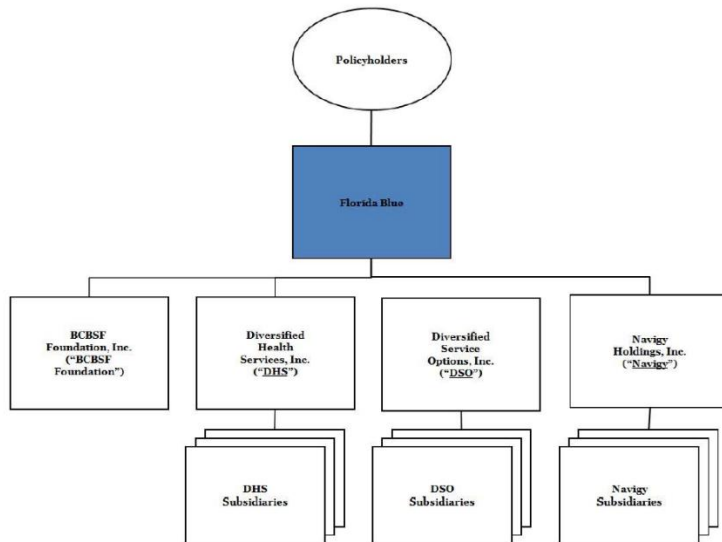 Policyholders
Florida Blue
BCBSF
Foundation, Inc.
("BCBSF
Foundation")
Diversified
Health
Services, Inc.
("DHS")
Diversified
Service
Options, Inc.
("DSO")
Navigy
Holdings, Inc.
("Navigy")
DHS
Subsidiaries
DSO
Subsidiaries
Navigy
Subsidiaries